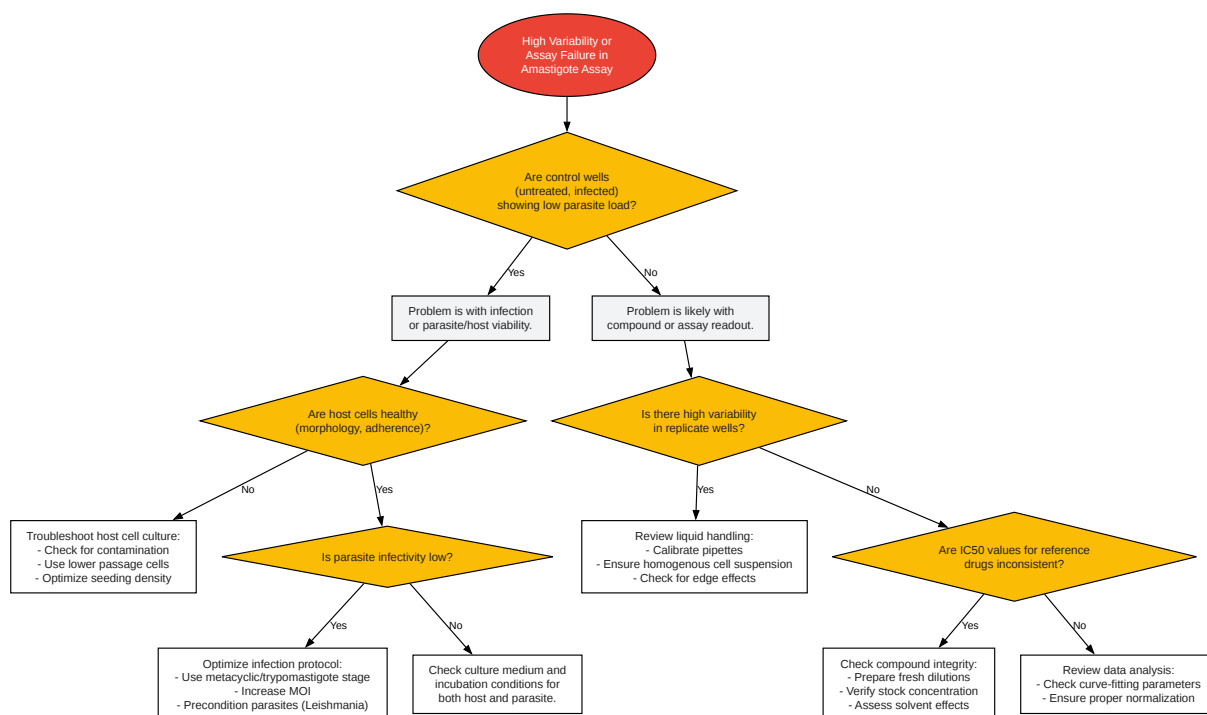 High Variability or
Assay Failure in
Amastigote Assay
Are control wells
(untreated, infected)
showing low parasite load?
Yes
No
Problem is with infection
or parasite/host viability.
Problem is likely with
compound or assay readout.
Are host cells healthy
(morphology, adherence)?
Is there high variability
in replicate wells?
No
Yes
Yes
No
Troubleshoot host cell culture:
- Check for contamination
- Use lower passage cells
- Optimize seeding density
Is parasite infectivity low?
Review liquid handling:
- Calibrate pipettes
- Ensure homogenous cell suspension
- Check for edge effects
Are IC50 values for reference
drugs inconsistent?
Yes
No
Yes
No
Optimize infection protocol:
- Use metacyclic/trypomastigote stage
- Increase MOI
- Precondition parasites (Leishmania)
Check culture medium and
incubation conditions for
both host and parasite.
Check compound integrity:
- Prepare fresh dilutions
- Verify stock concentration
- Assess solvent effects
Review data analysis:
- Check curve-fitting parameters
- Ensure proper normalization